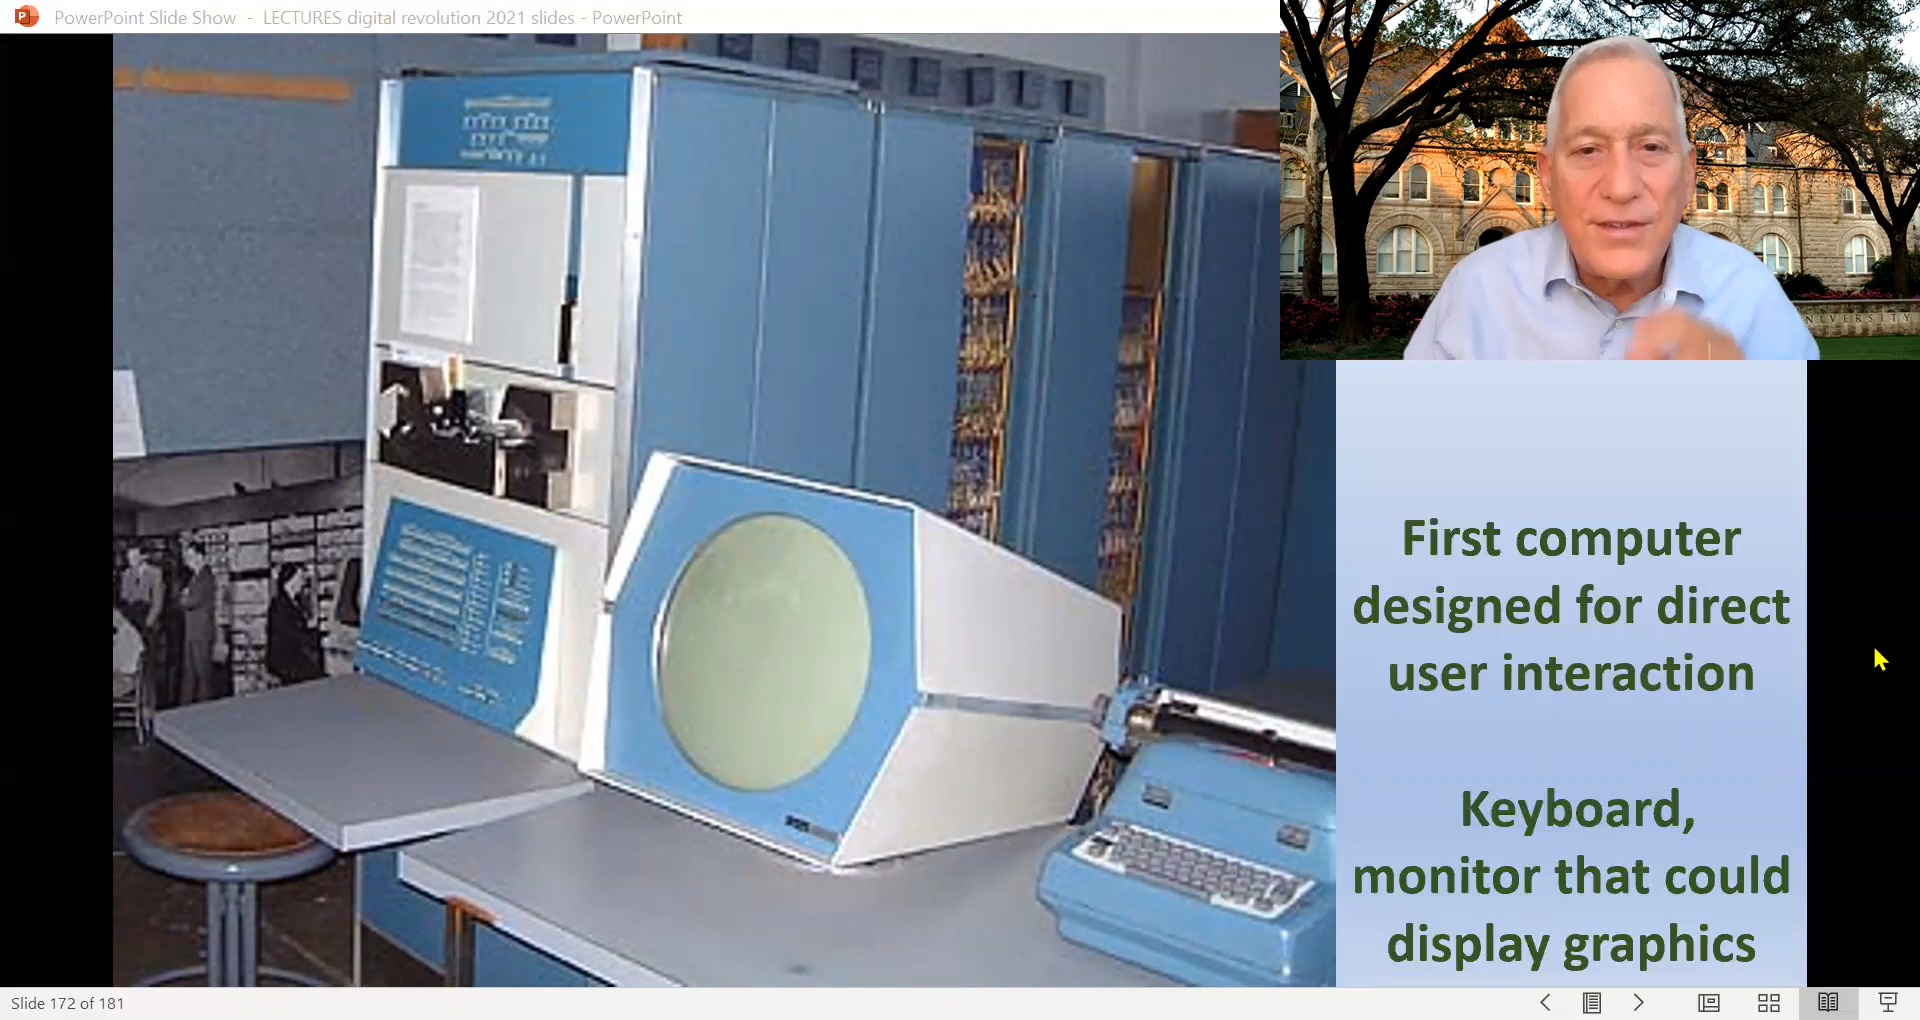 PowerPoint Slide Show - LECTURES digital revolution 2021 slides - PowerPoint
NIVERSITY
First computer
designed for direct
user interaction
Keyboard,
monitor that could
display graphics
Slide 172 of 181